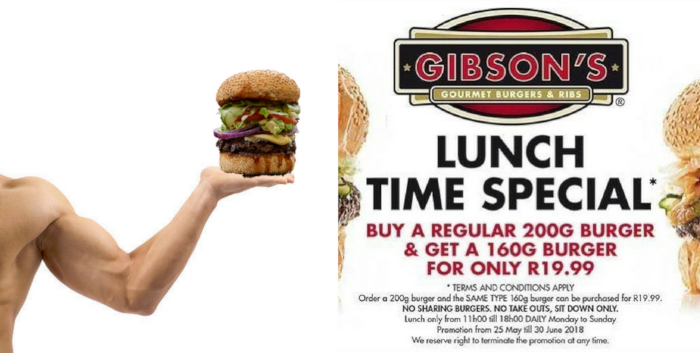 GIBSON'S
GOURMET BURGERS & RIBS
®
LUNCH
TIME SPECIAL*
BUY A REGULAR 200G BURGER
& GET A 160G BURGER
FOR ONLY R19.99
* TERMS AND CONDITIONS APPLY
Order a 200g burger and the SAME TYPE 160g burger can be purchased for R19.99.
NO SHARING BURGERS. NO TAKE OUTS, SIT DOWN ONLY.
Lunch only from 11h00 till 18h00 DAILY Monday to Sunday
Promotion from 25 May till 30 June 2018
We reserve right to terminate the promotion at any time.